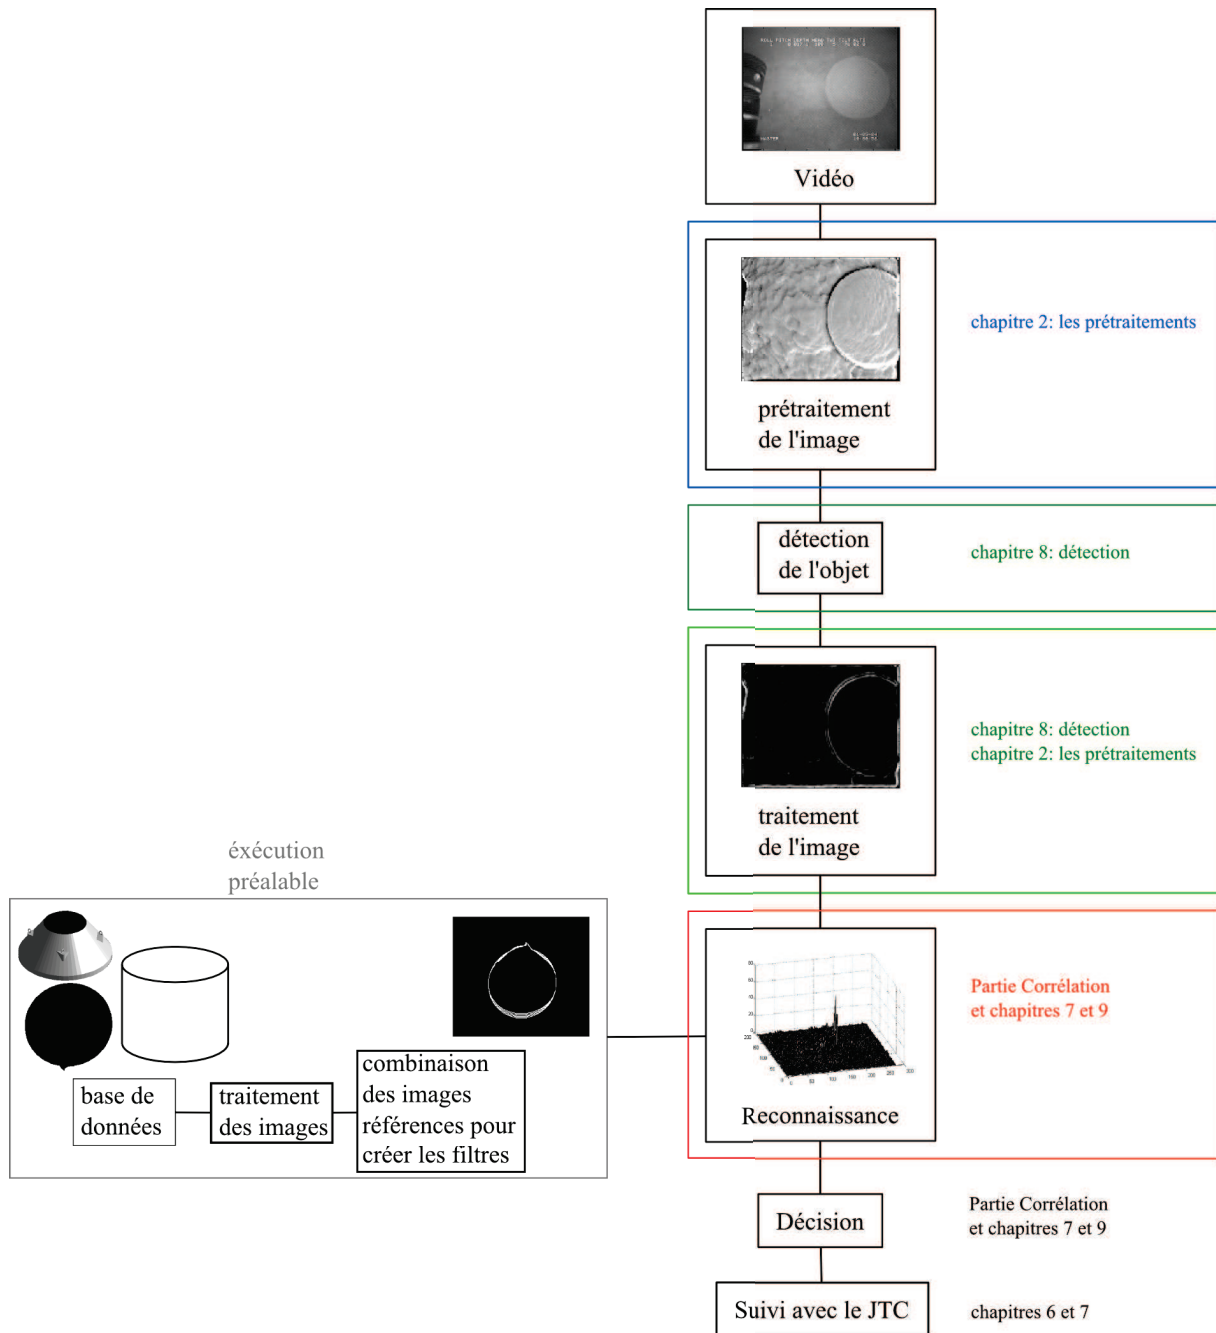 Vidéo
prétraitement
de l'image
chapitre 2: les prétraitements
détection
de l'objet
chapitre 8: détection
traitement
de l'image
chapitre 8: détection
chapitre 2: les prétraitements
éxécution
préalable
base de
données
traitement
des images
combinaison
des images
références pour
créer les filtres
Reconnaissance
Partie Corrélation
et chapitres 7 et 9
Décision
Partie Corrélation
et chapitres 7 et 9
Suivi avec le JTC
chapitres 6 et 7